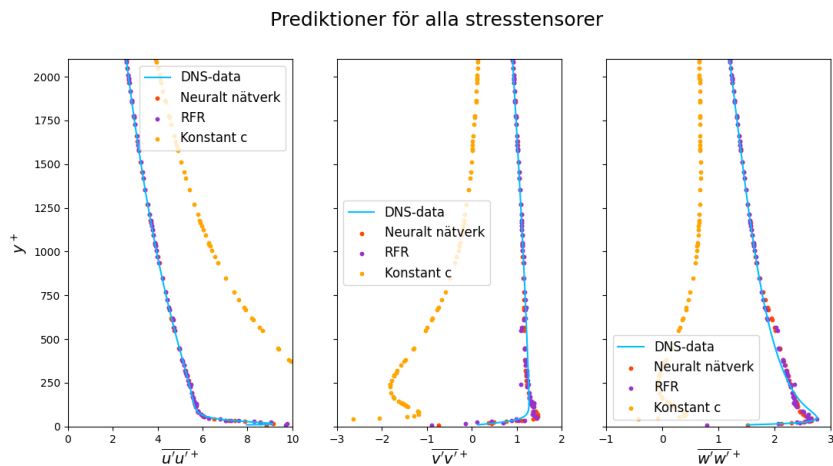 Prediktioner för alla stresstensorer
y⁺
2000
1750
1500
1250
1000
750
500
250
0
DNS-data
Neuralt nätverk
RFR
Konstant c
0 2 4 6 8 10
u'u'⁺
DNS-data
Neuralt nätverk
RFR
Konstant c
−3 −2 −1 0 1 2
v'v'⁺
DNS-data
Neuralt nätverk
RFR
Konstant c
−1 0 1 2 3
w'w'⁺